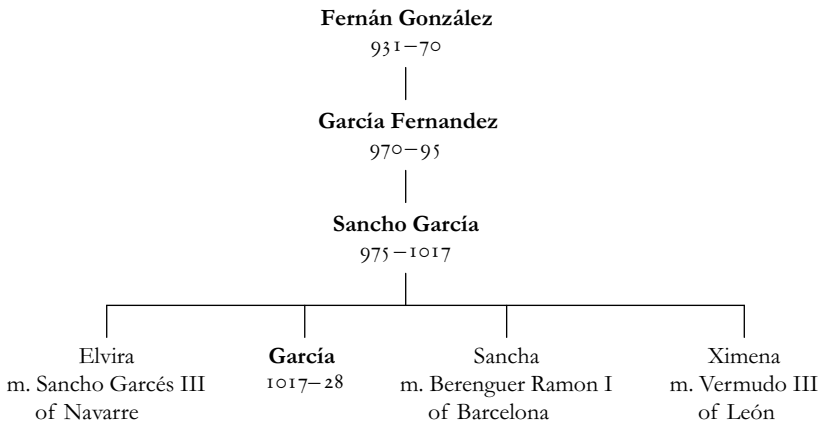 Fernán González
931–70
García Fernandez
970–95
Sancho García
975–1017
Elvira
m. Sancho Garcés III
of Navarre
García
1017–28
Sancha
m. Berenguer Ramon I
of Barcelona
Ximena
m. Vermudo III
of León